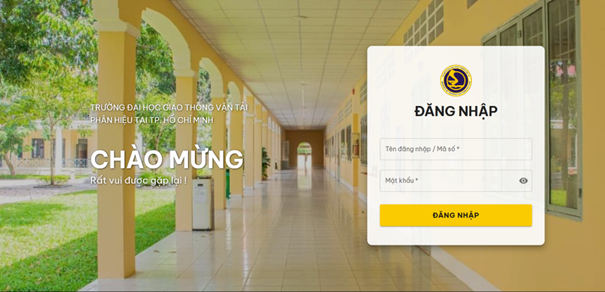 TRƯỜNG ĐẠI HỌC GIAO THÔNG VẬN TẢI
PHÂN HIỆU TẠI TP. HỒ CHÍ MINH
CHÀO MỪNG
Rất vui được gặp lại !
ĐĂNG NHẬP
Tên đăng nhập / Mã số *
Mật khẩu *
ĐĂNG NHẬP